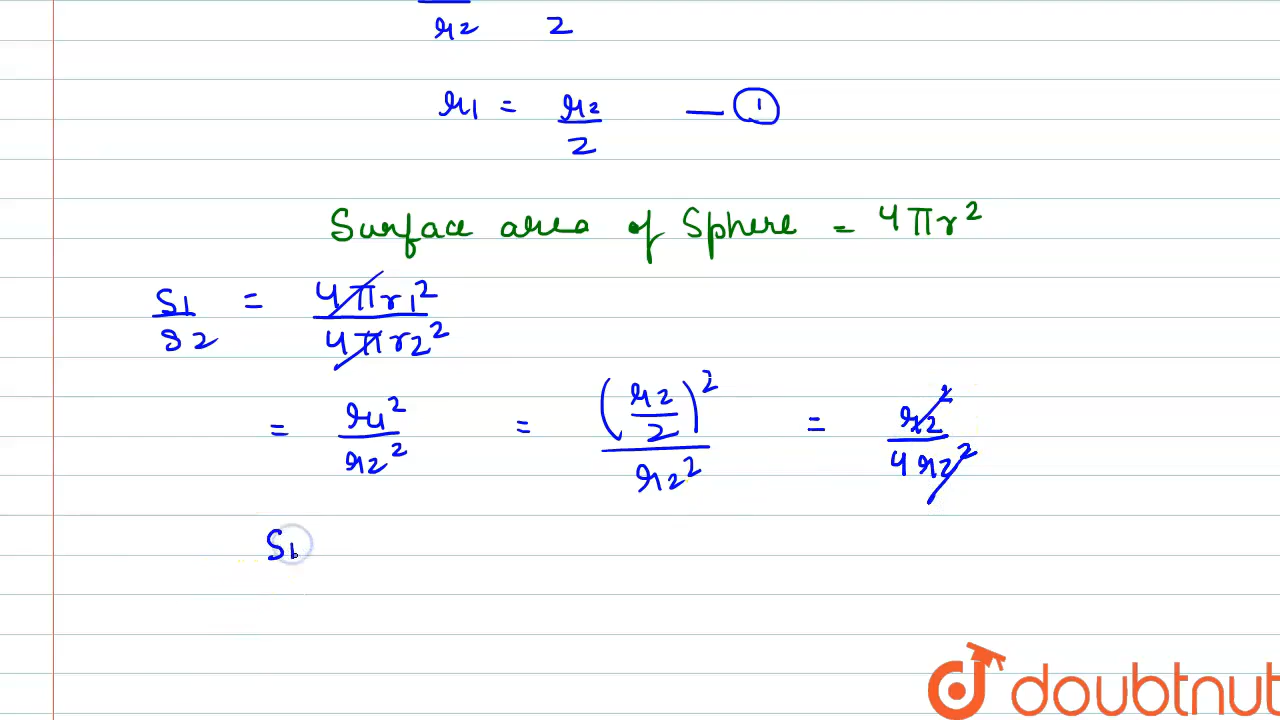 r2 2
r1 = r2/2 — ①
Surface area of Sphere = 4πr²
S1/S2 = 4πr1²/4πr2²
= r1²/r2² = (r2/2)²/r2² = r2²/4r2²
S1
doubtnut